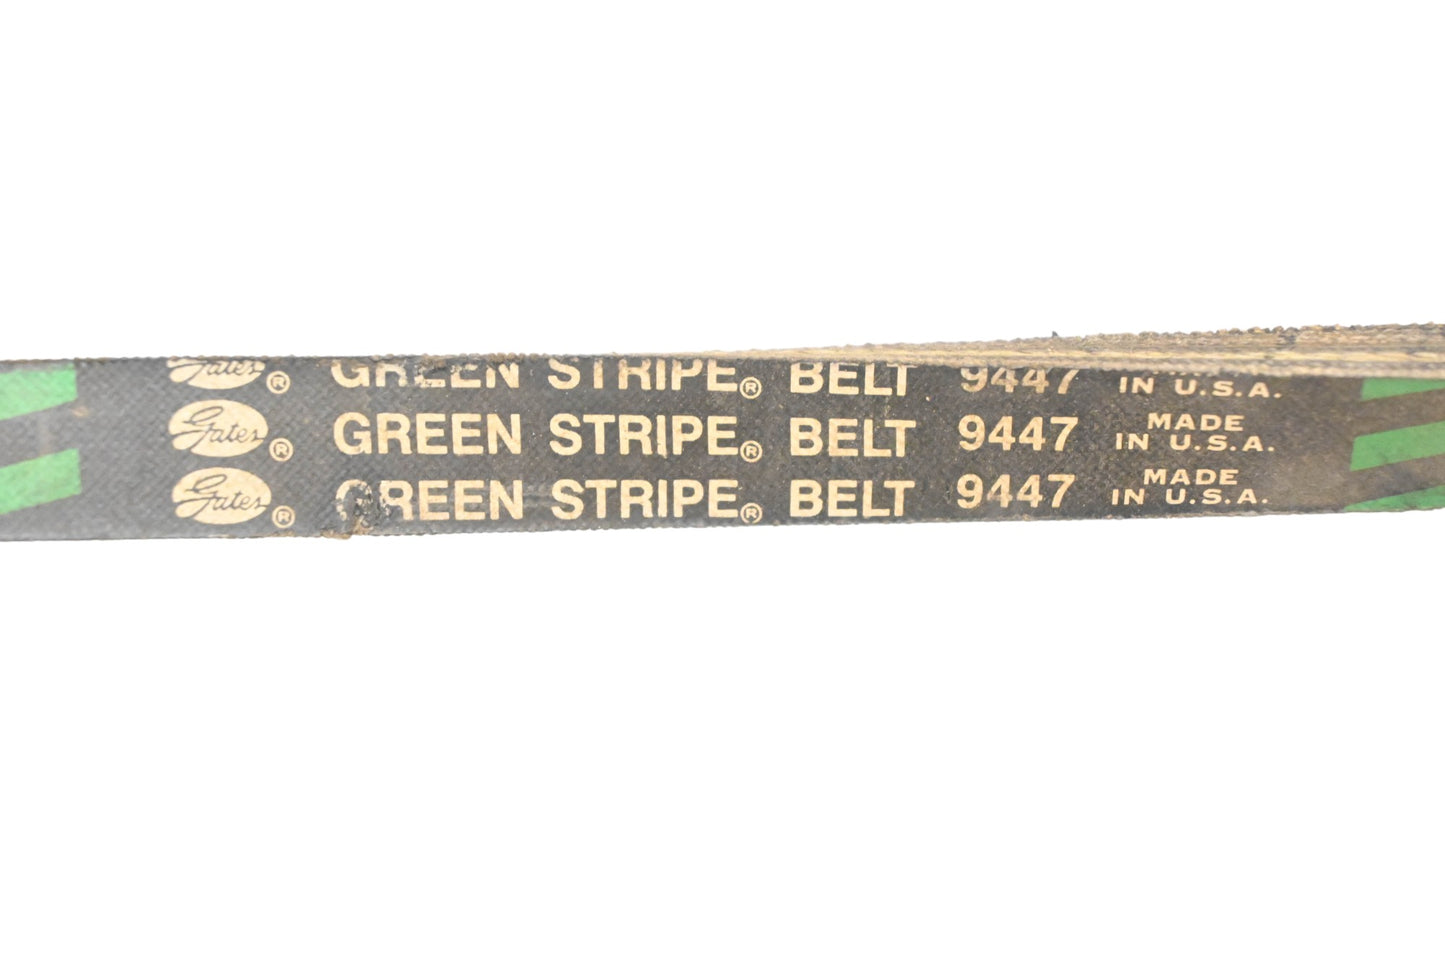 Gates® GREEN STRIPE® BELT 9447 IN U.S.A.
Gates® GREEN STRIPE® BELT 9447 MADE IN U.S.A.
Gates® GREEN STRIPE® BELT 9447 MADE IN U.S.A.